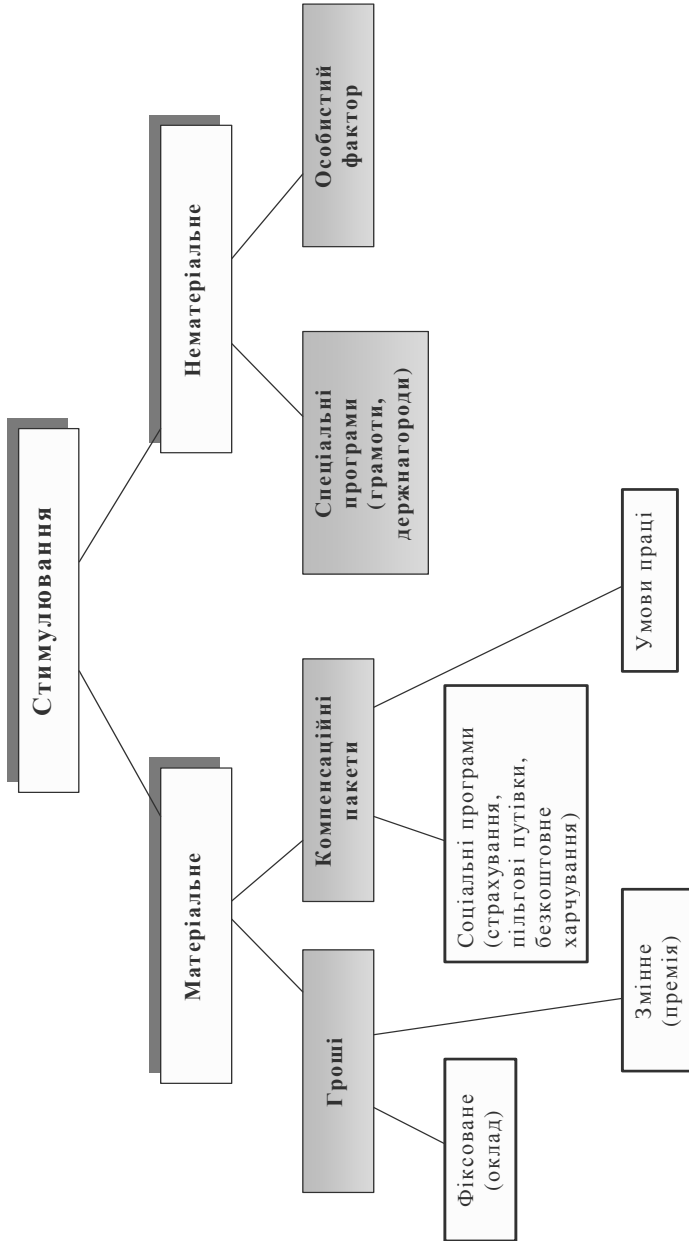 Стимулювання
Матеріальне
Нематеріальне
Гроші
Компенсаційні
пакети
Спеціальні
програми
(грамоти,
держнагороди)
Особистий
фактор
Фіксоване
(оклад)
Соціальні програми
(страхування,
пільгові путівки,
безкоштовне
харчування)
Змінне
(премія)
Умови праці